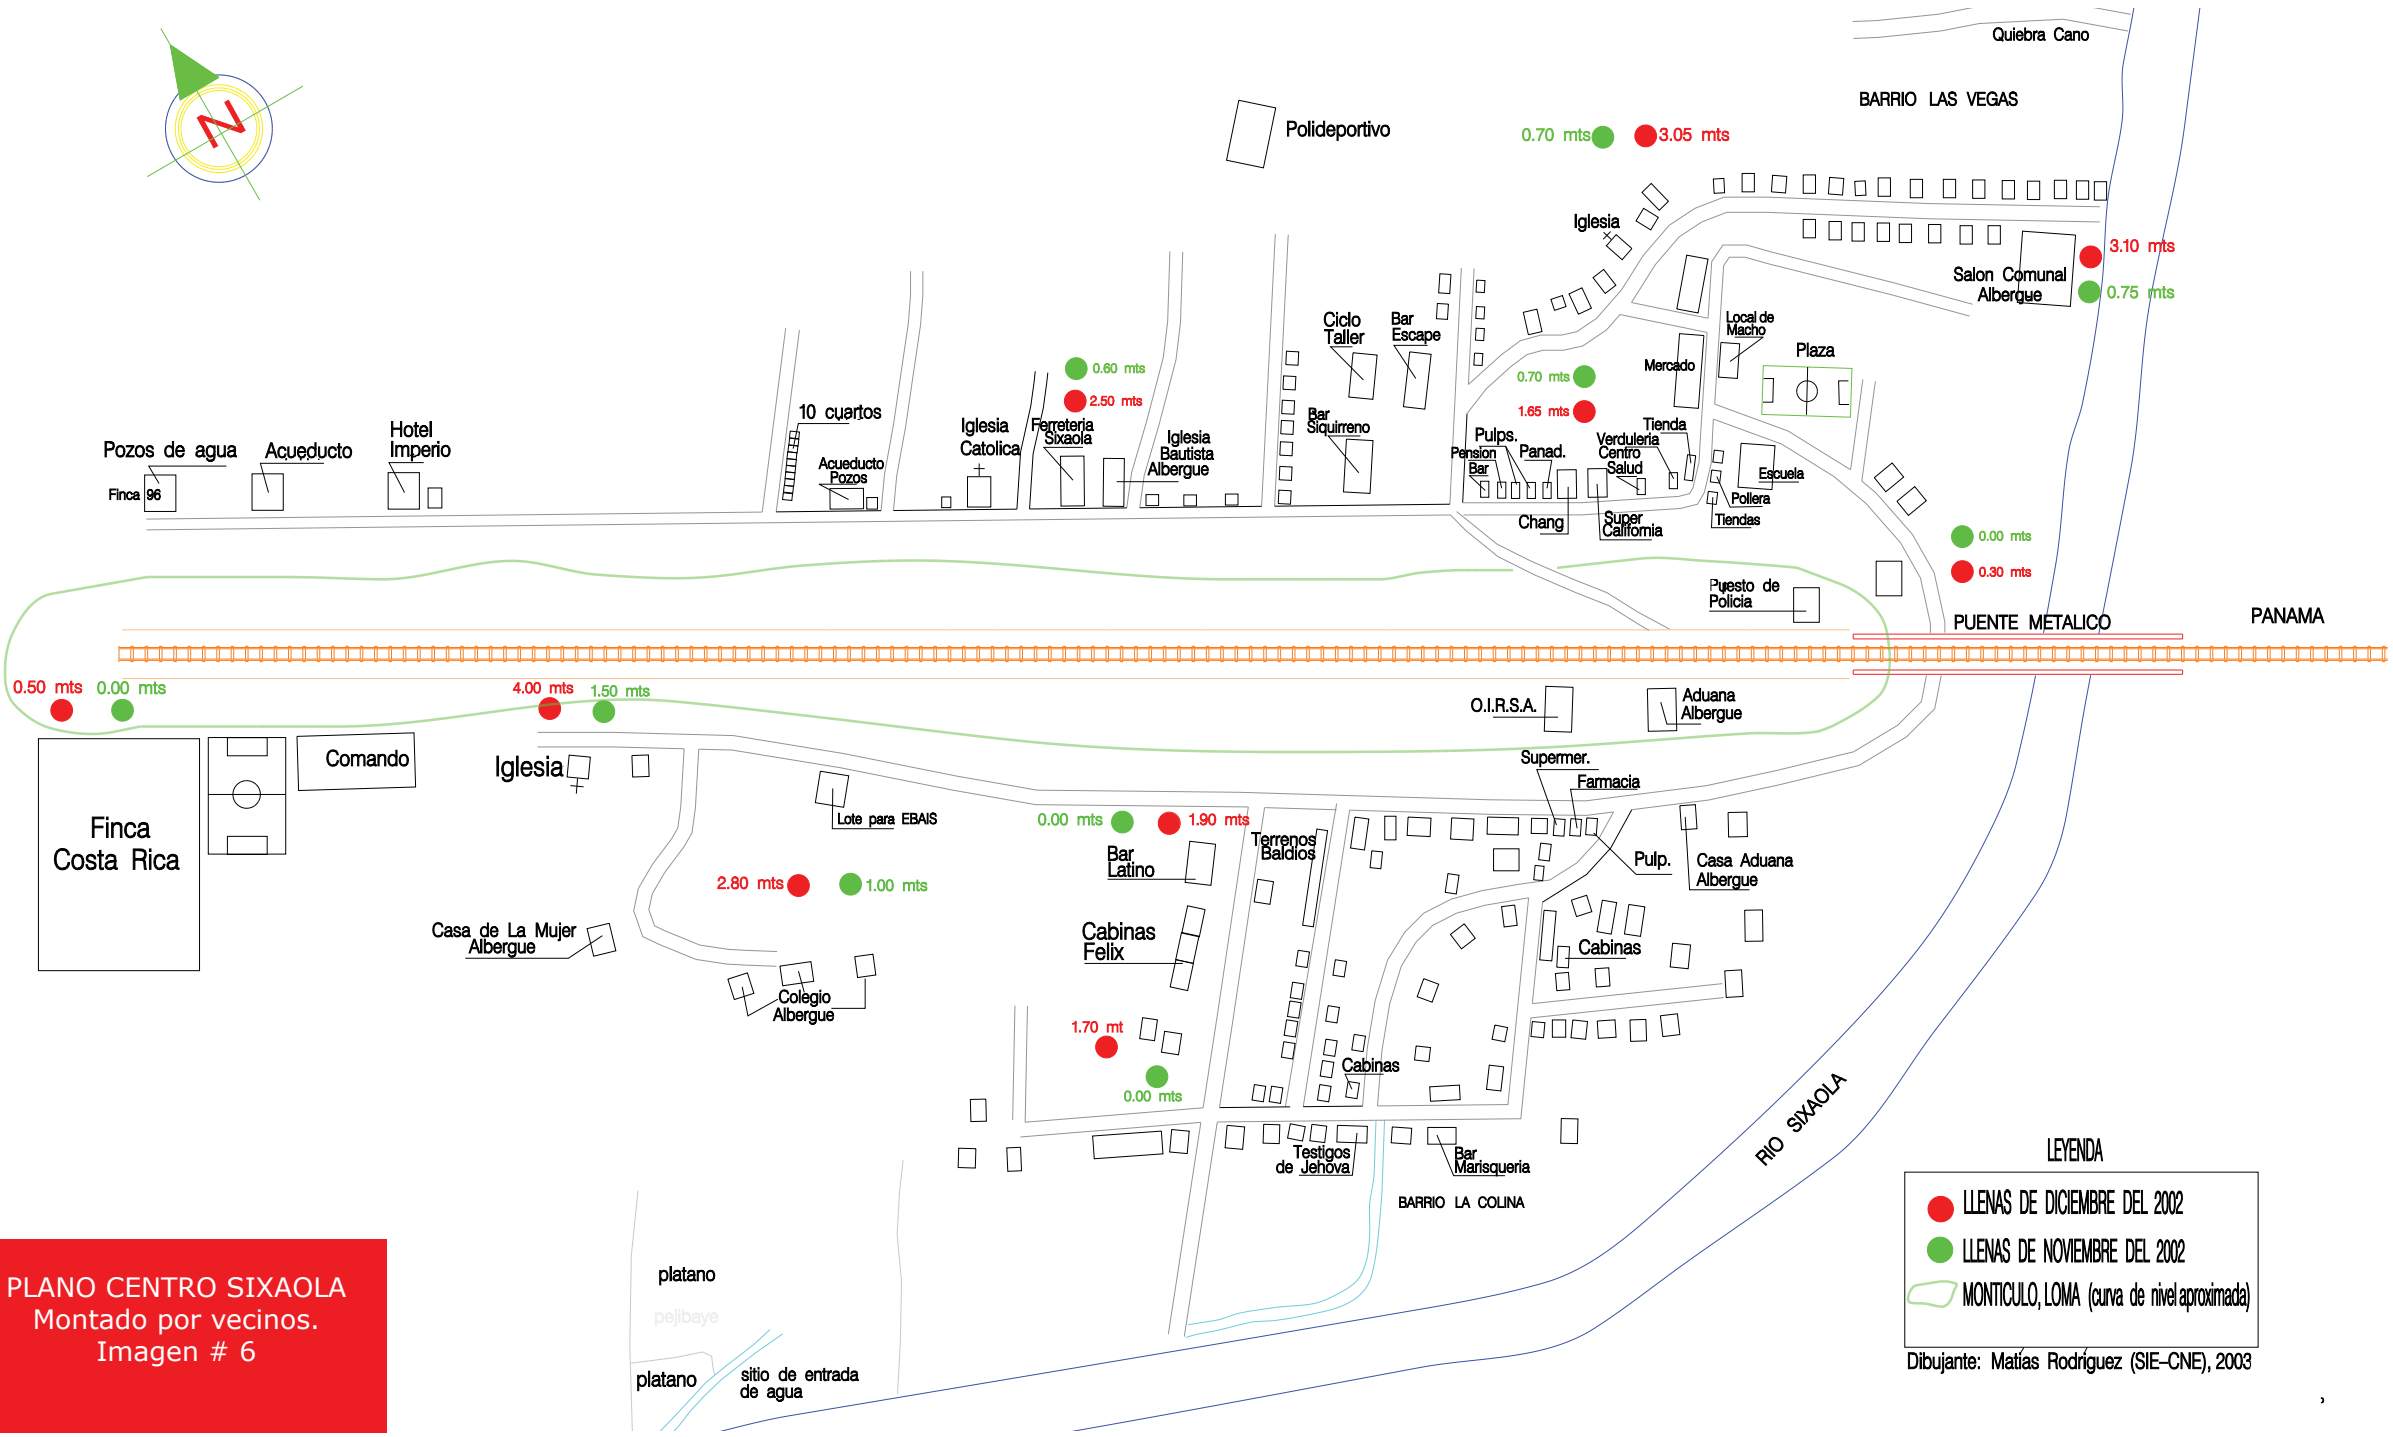 Quiebra Cano
BARRIO LAS VEGAS
N
Polideportivo
0.70 mts
3.05 mts
Iglesia
3.10 mts
Salon Comunal
Albergue
0.75 mts
Ciclo
Taller
Bar
Escape
Local de
Macho
Plaza
Mercado
0.60 mts
2.50 mts
0.70 mts
1.65 mts
10 cuartos
Hotel
Imperio
Pozos de agua
Acueducto
Finca 96
Acueducto
Pozos
Iglesia
Catolica
Ferreteria
Sixaola
Iglesia
Bautista
Albergue
Bar
Siquirreno
Pulps.
Pension
Bar
Panad.
Tienda
Verduleria
Centro
Salud
Escuela
Pollera
Tiendas
Chang
Super
California
0.00 mts
0.30 mts
Puesto de
Policia
PUENTE METALICO
PANAMA
0.50 mts
0.00 mts
4.00 mts
1.50 mts
O.I.R.S.A.
Aduana
Albergue
Comando
Iglesia
Supermer.
Farmacia
Finca
Costa Rica
Lote para EBAIS
0.00 mts
1.90 mts
Terrenos
Baldios
Bar
Latino
Pulp.
Casa Aduana
Albergue
2.80 mts
1.00 mts
Casa de La Mujer
Albergue
Cabinas
Felix
Cabinas
Colegio
Albergue
1.70 mt
0.00 mts
Cabinas
Testigos
de Jehova
Bar
Marisqueria
BARRIO LA COLINA
RIO SIXAOLA
platano
pejibaye
platano
sitio de entrada
de agua
LEYENDA
LLENAS DE DICIEMBRE DEL 2002
LLENAS DE NOVIEMBRE DEL 2002
MONTICULO, LOMA (curva de nivel aproximada)
Dibujante: Matías Rodríguez (SIE-CNE), 2003
PLANO CENTRO SIXAOLA
Montado por vecinos.
Imagen # 6